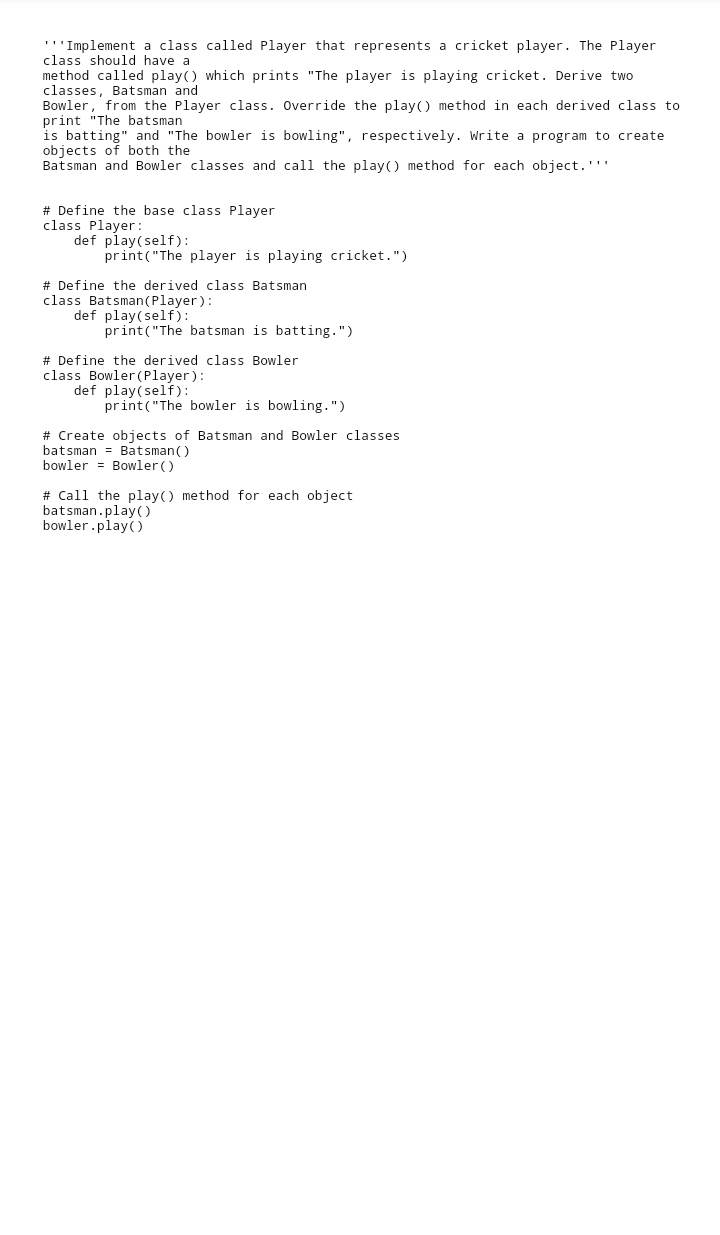 '''Implement a class called Player that represents a cricket player. The Player
class should have a
method called play() which prints "The player is playing cricket. Derive two
classes, Batsman and
Bowler, from the Player class. Override the play() method in each derived class to
print "The batsman
is batting" and "The bowler is bowling", respectively. Write a program to create
objects of both the
Batsman and Bowler classes and call the play() method for each object.'''

# Define the base class Player
class Player:
    def play(self):
        print("The player is playing cricket.")

# Define the derived class Batsman
class Batsman(Player):
    def play(self):
        print("The batsman is batting.")

# Define the derived class Bowler
class Bowler(Player):
    def play(self):
        print("The bowler is bowling.")

# Create objects of Batsman and Bowler classes
batsman = Batsman()
bowler = Bowler()

# Call the play() method for each object
batsman.play()
bowler.play()